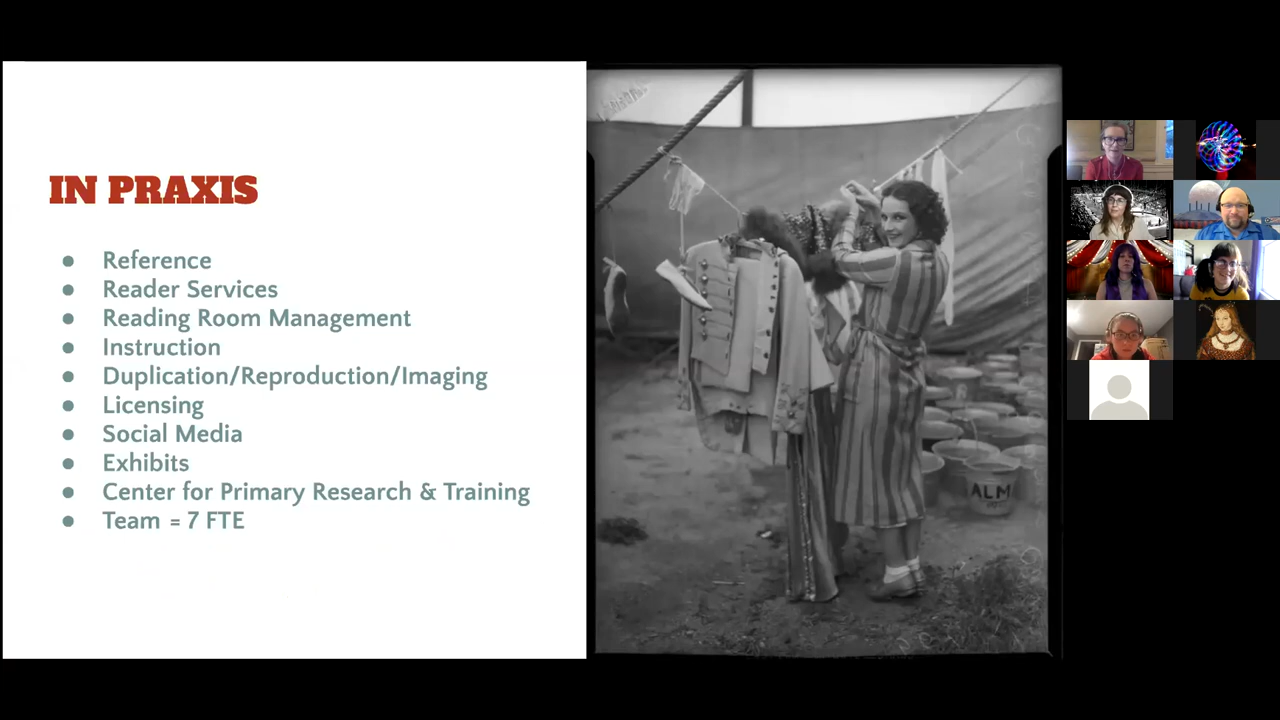 IN PRAXIS
● Reference
● Reader Services
● Reading Room Management
● Instruction
● Duplication/Reproduction/Imaging
● Licensing
● Social Media
● Exhibits
● Center for Primary Research & Training
● Team = 7 FTE
ALM